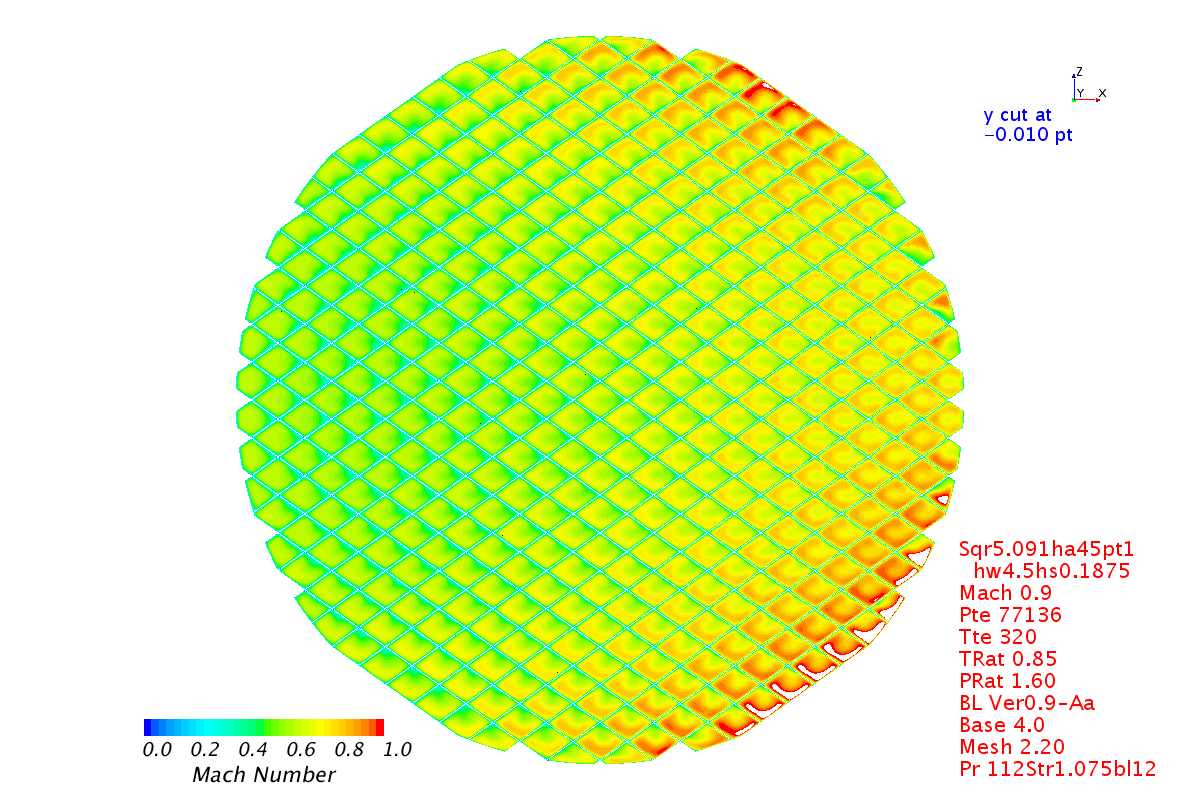 Z
Y X
y cut at
−0.010 pt
Sqr5.091ha45pt1
hw4.5hs0.1875
Mach 0.9
Pte 77136
Tte 320
TRat 0.85
PRat 1.60
BL Ver0.9−Aa
Base 4.0
Mesh 2.20
Pr 112Str1.075bl12
0.0 0.2 0.4 0.6 0.8 1.0
Mach Number